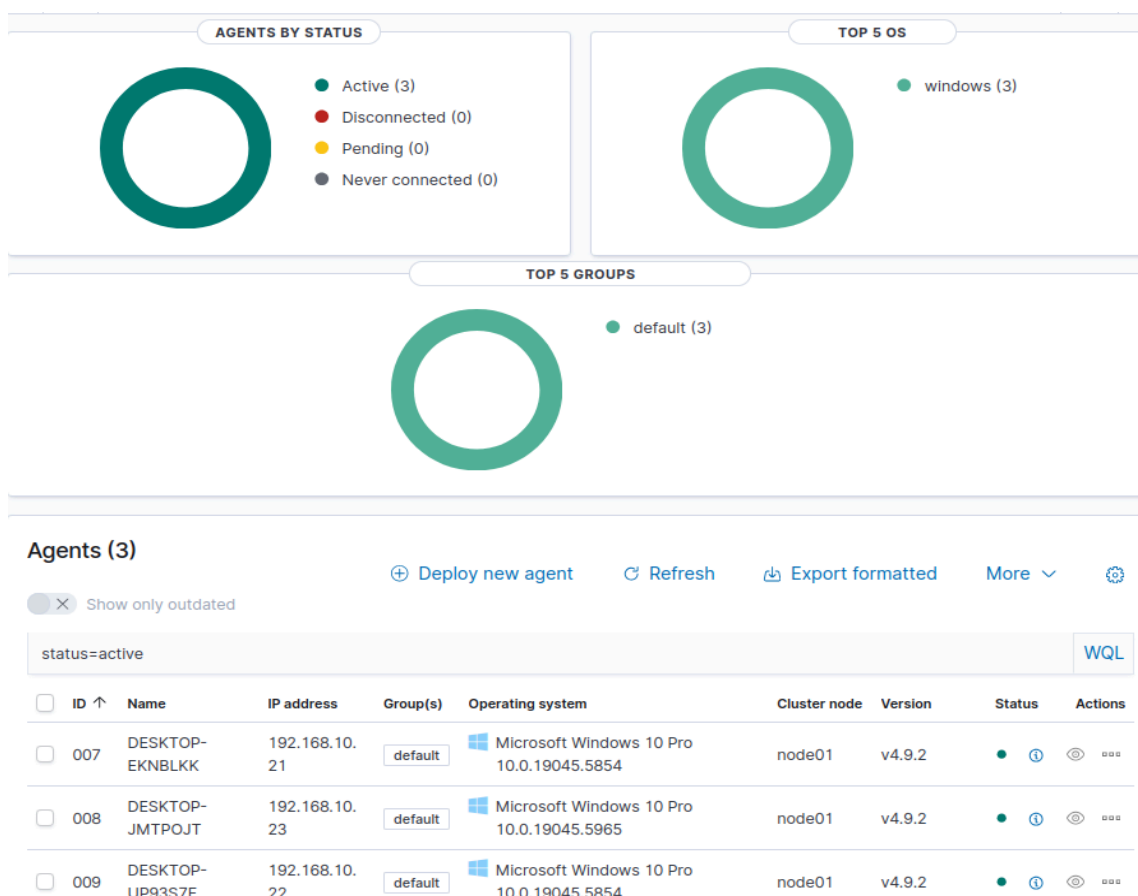 AGENTS BY STATUS
Active (3)
Disconnected (0)
Pending (0)
Never connected (0)
TOP 5 OS
windows (3)
TOP 5 GROUPS
default (3)
Agents (3)
Deploy new agent
Refresh
Export formatted
More
Show only outdated
status=active
WQL
ID Name IP address Group(s) Operating system Cluster node Version Status Actions
007 DESKTOP- 192.168.10. default Microsoft Windows 10 Pro node01 v4.9.2
EKNBLKK 21 10.0.19045.5854
008 DESKTOP- 192.168.10. default Microsoft Windows 10 Pro node01 v4.9.2
JMTPOJT 23 10.0.19045.5965
009 DESKTOP- 192.168.10. default Microsoft Windows 10 Pro node01 v4.9.2
22 10.0.19045.5854